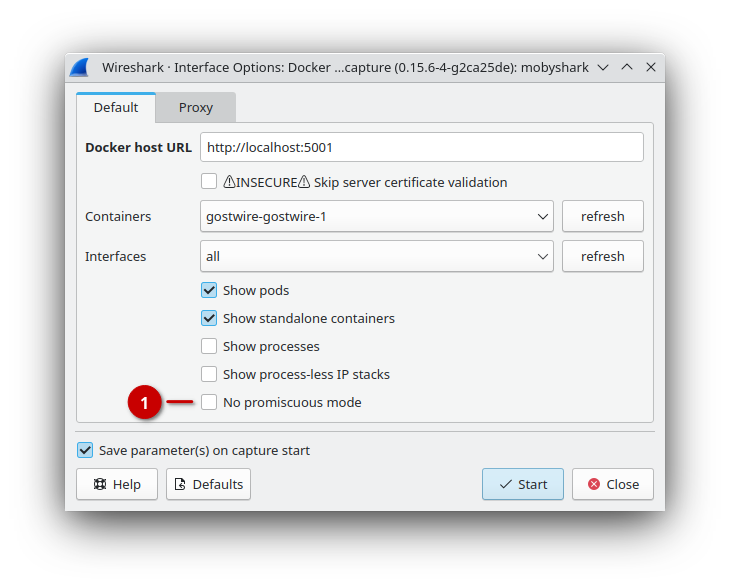 Wireshark · Interface Options: Docker ...capture (0.15.6-4-g2ca25de): mobyshark
Default Proxy
Docker host URL http://localhost:5001
⚠INSECURE⚠ Skip server certificate validation
Containers gostwire-gostwire-1 refresh
Interfaces all refresh
Show pods
Show standalone containers
Show processes
Show process-less IP stacks
1 No promiscuous mode
Save parameter(s) on capture start
Help Defaults Start Close